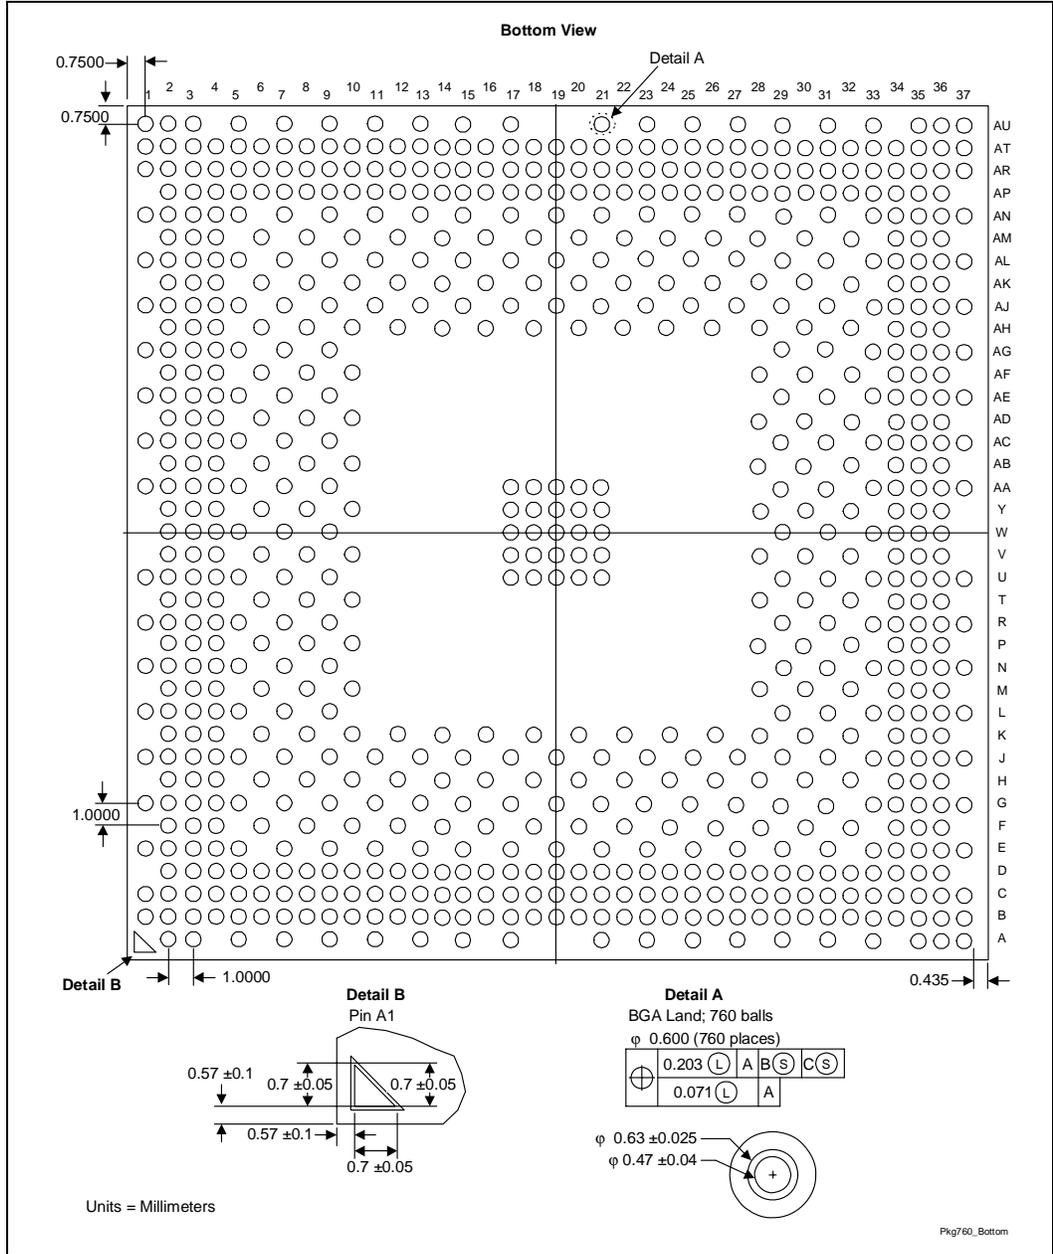 Bottom View
0.7500
Detail A
1 2 3 4 5 6 7 8 9 10 11 12 13 14 15 16 17 18 19 20 21 22 23 24 25 26 27 28 29 30 31 32 33 34 35 36 37
0.7500
AU
AT
AR
AP
AN
AM
AL
AK
AJ
AH
AG
AF
AE
AD
AC
AB
AA
Y
W
V
U
T
R
P
N
M
L
K
J
H
G
1.0000
F
E
D
C
B
A
Detail B
1.0000
0.435
Detail B
Pin A1
0.57 ±0.1
0.7 ±0.05
0.7 ±0.05
0.57 ±0.1
0.7 ±0.05
Detail A
BGA Land; 760 balls
φ 0.600 (760 places)
0.203 Ⓛ A BⓈ CⓈ
0.071 Ⓛ A
φ 0.63 ±0.025
φ 0.47 ±0.04
Units = Millimeters
Pkg760_Bottom